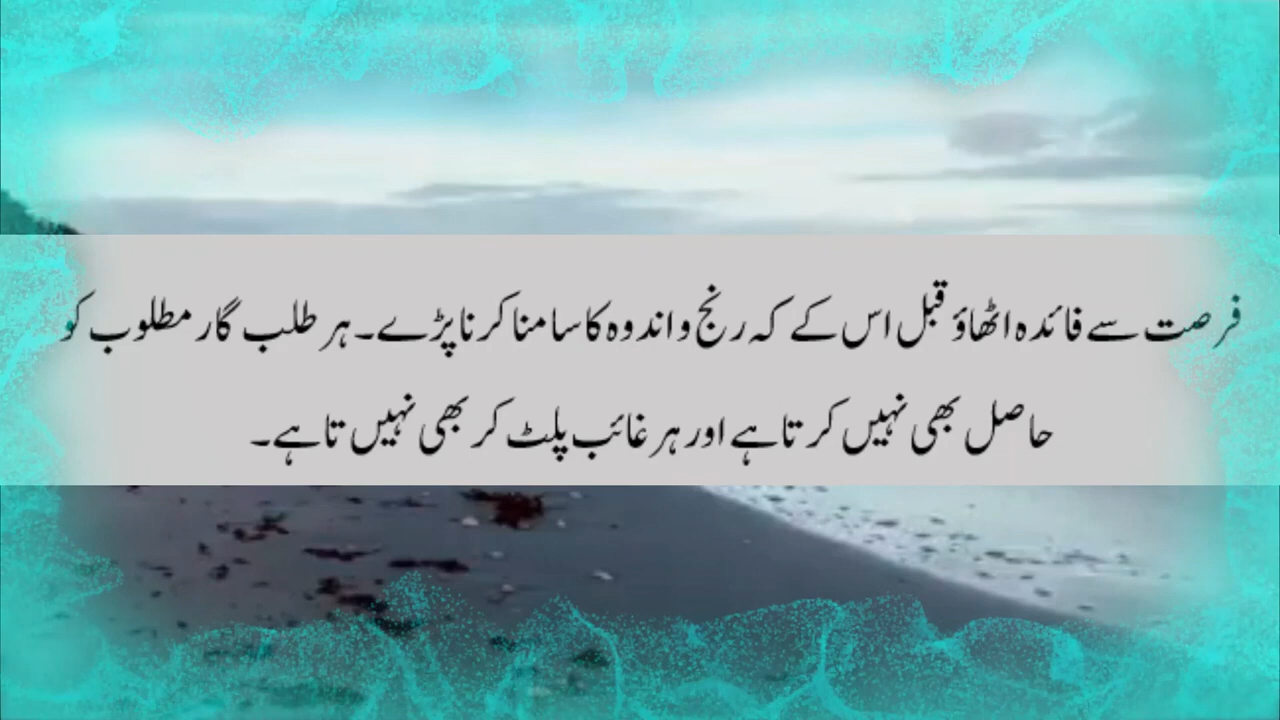 فرصت سے فائدہ اٹھاؤ قبل اس کے کہ رنج و اندوہ کا سامنا کرنا پڑے۔ ہر طلب گار مطلوب کو
حاصل بھی نہیں کرتا ہے اور ہر غائب پلٹ کر بھی نہیں تا ہے۔